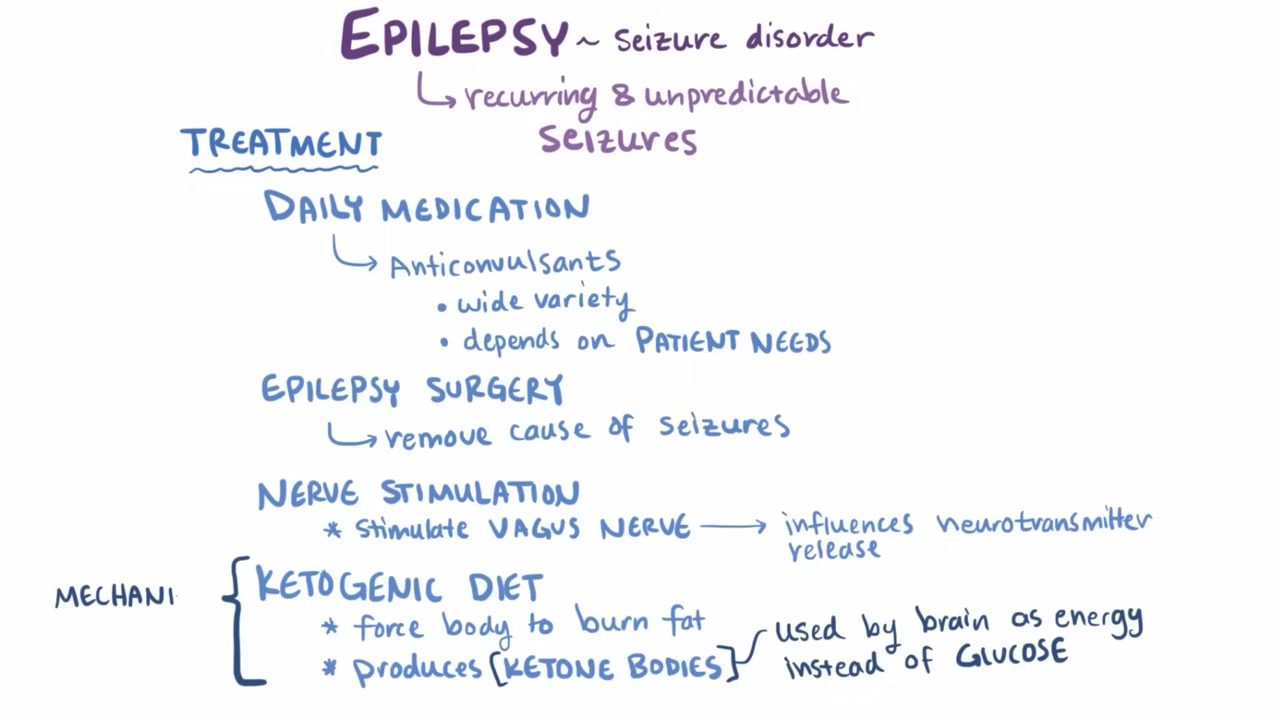 EPILEPSY ~ seizure disorder
recurring & unpredictable
seizures
TREATMENT
DAILY MEDICATION
Anticonvulsants
• wide variety
• depends on PATIENT NEEDS
EPILEPSY SURGERY
remove cause of seizures
NERVE STIMULATION
* stimulate VAGUS NERVE → influences neurotransmitter
release
MECHANI
KETOGENIC DIET
* force body to burn fat
* produces [KETONE BODIES]
used by brain as energy
instead of GLUCOSE